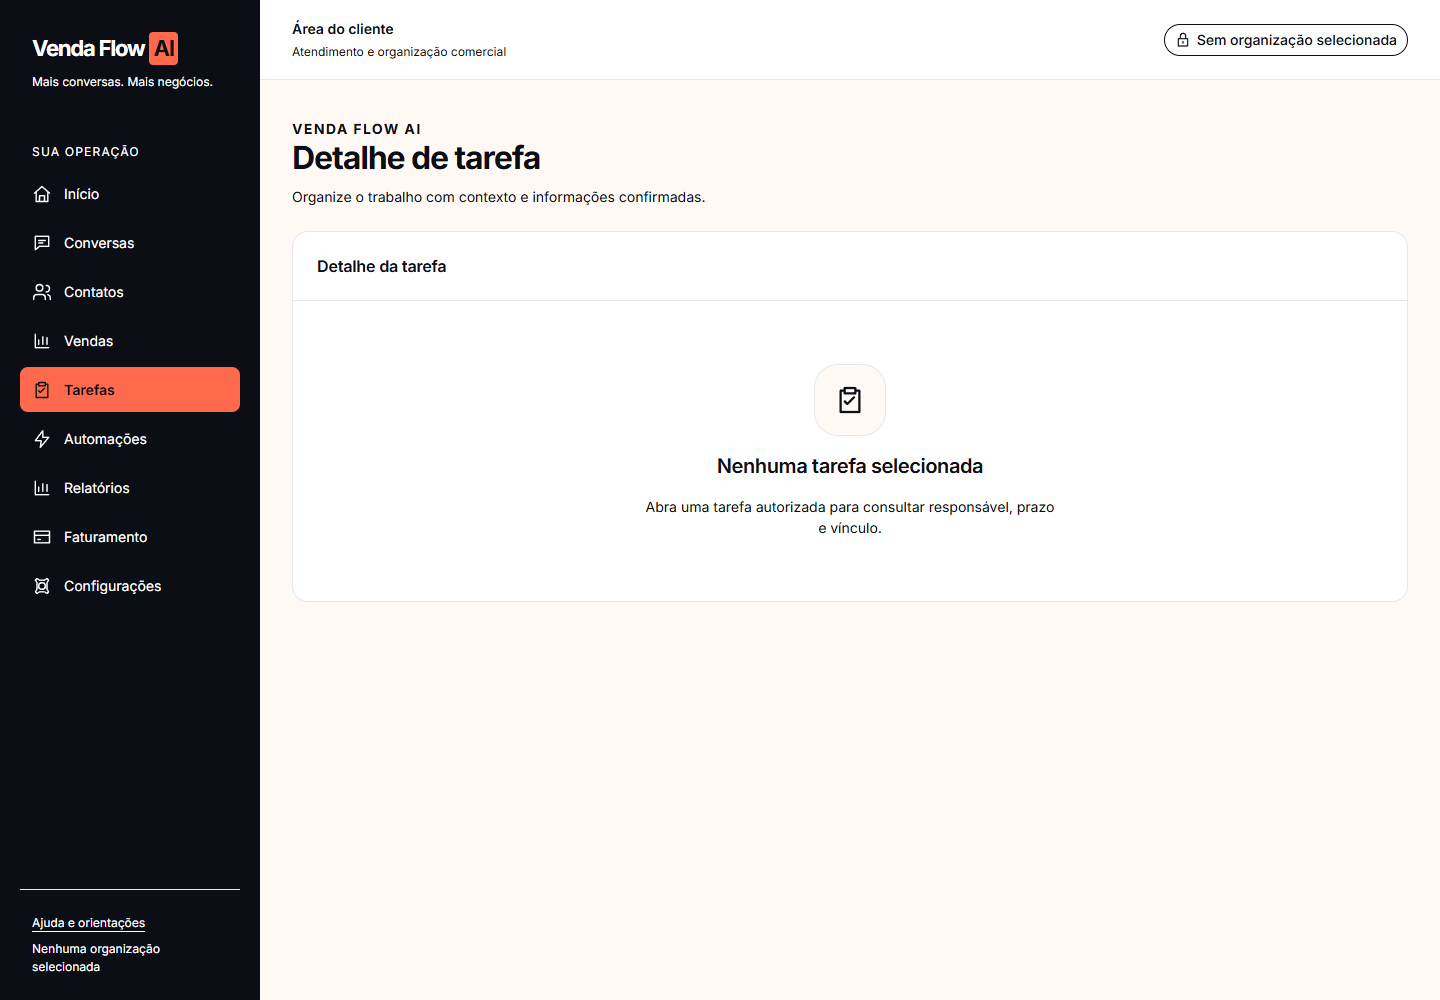 Venda Flow AI
Mais conversas. Mais negócios.
SUA OPERAÇÃO
Início
Conversas
Contatos
Vendas
Tarefas
Automações
Relatórios
Faturamento
Configurações
Ajuda e orientações
Nenhuma organização
selecionada
Área do cliente
Atendimento e organização comercial
Sem organização selecionada
VENDA FLOW AI
Detalhe de tarefa
Organize o trabalho com contexto e informações confirmadas.
Detalhe da tarefa
Nenhuma tarefa selecionada
Abra uma tarefa autorizada para consultar responsável, prazo
e vínculo.